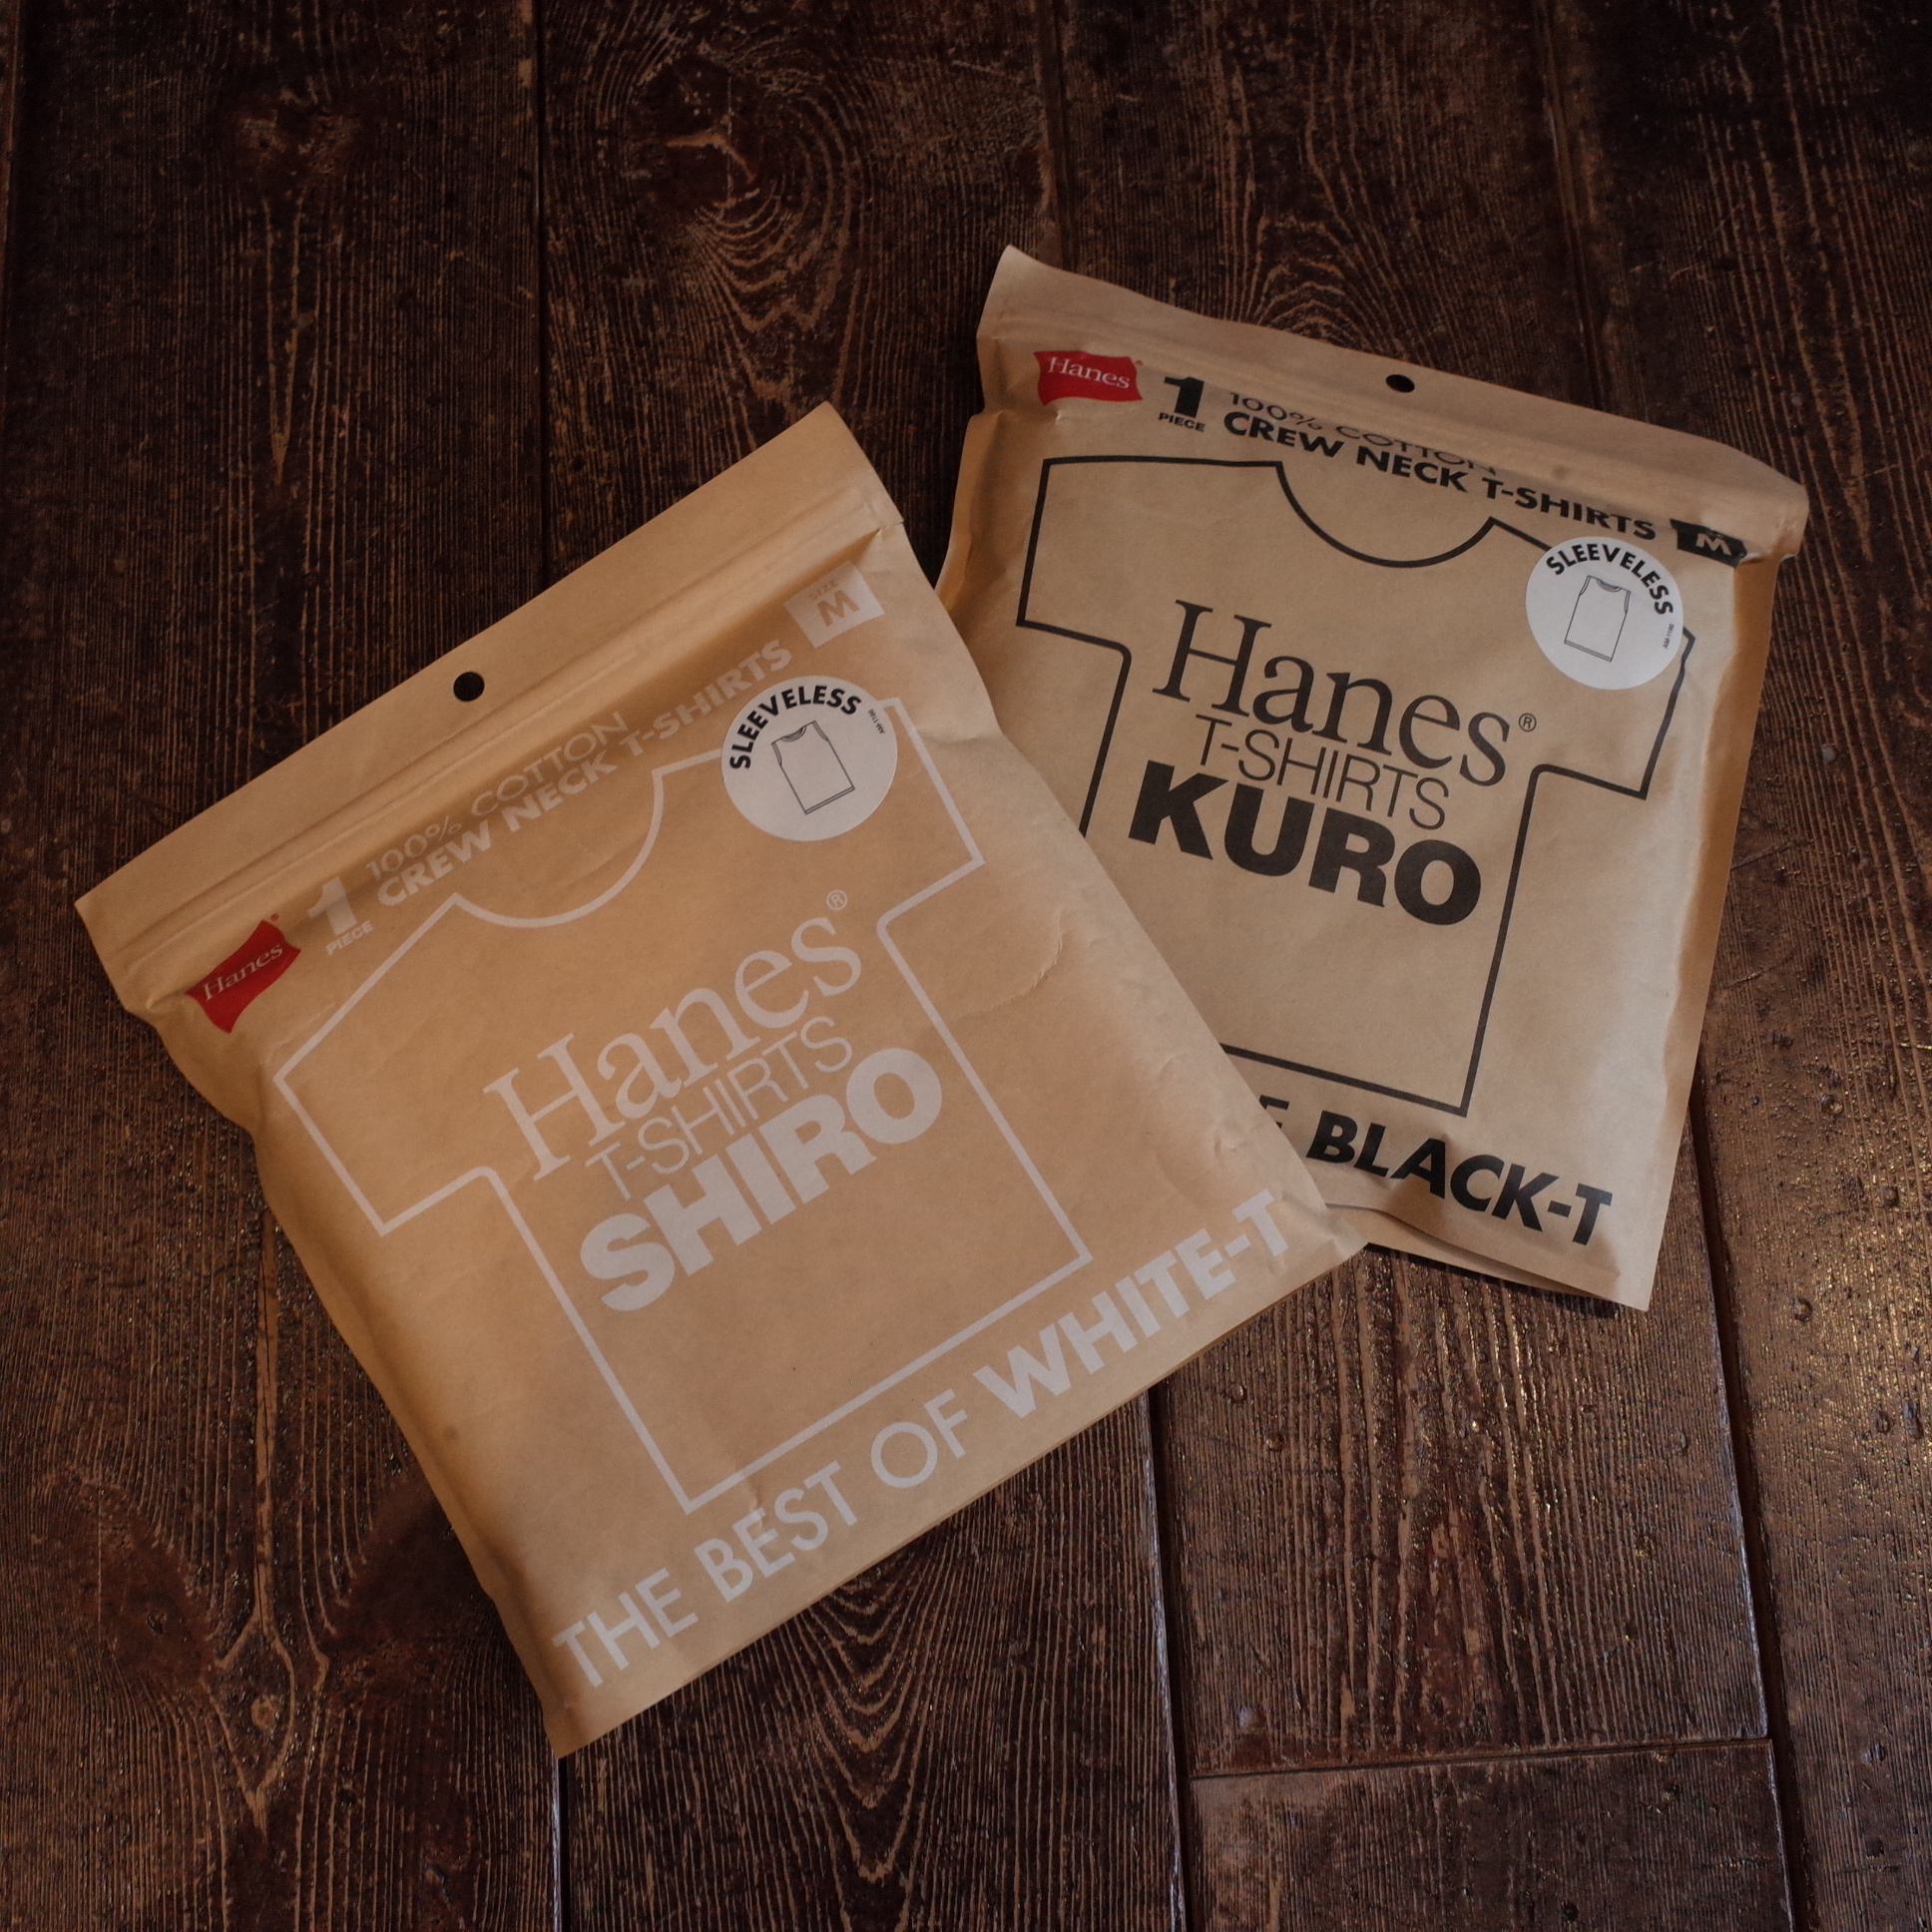 Hanes
1
PIECE
100% COTTON
CREW NECK T-SHIRTS
SIZE
M
SLEEVELESS
Hanes®
T-SHIRTS
SHIRO
THE BEST OF WHITE-T
Hanes
1
PIECE
100% COTTON
CREW NECK T-SHIRTS
M
SLEEVELESS
Hanes®
T-SHIRTS
KURO
BLACK-T